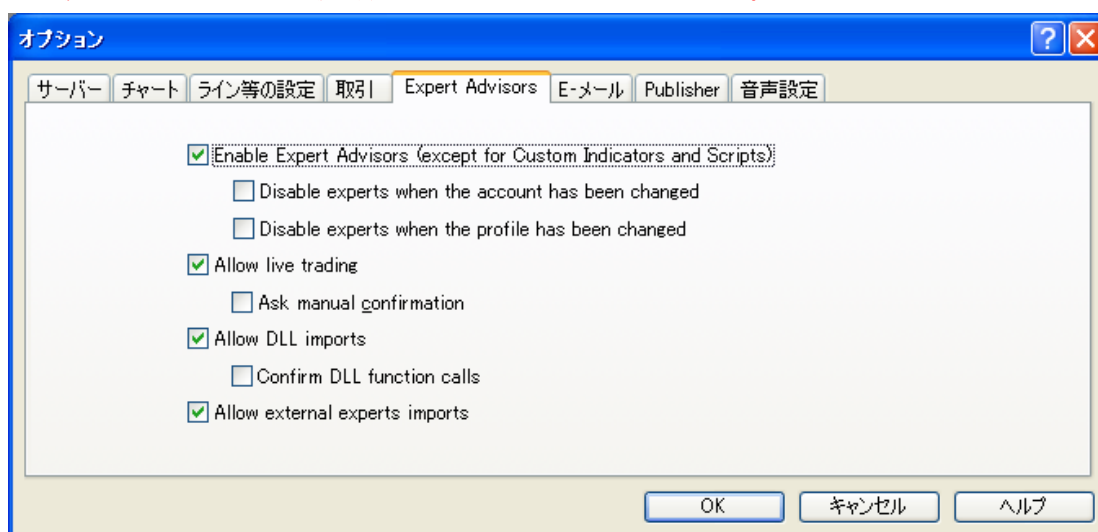 オプション
サーバー チャート ライン等の設定 取引 Expert Advisors E-メール Publisher 音声設定
Enable Expert Advisors (except for Custom Indicators and Scripts)
Disable experts when the account has been changed
Disable experts when the profile has been changed
Allow live trading
Ask manual confirmation
Allow DLL imports
Confirm DLL function calls
Allow external experts imports
OK キャンセル ヘルプ